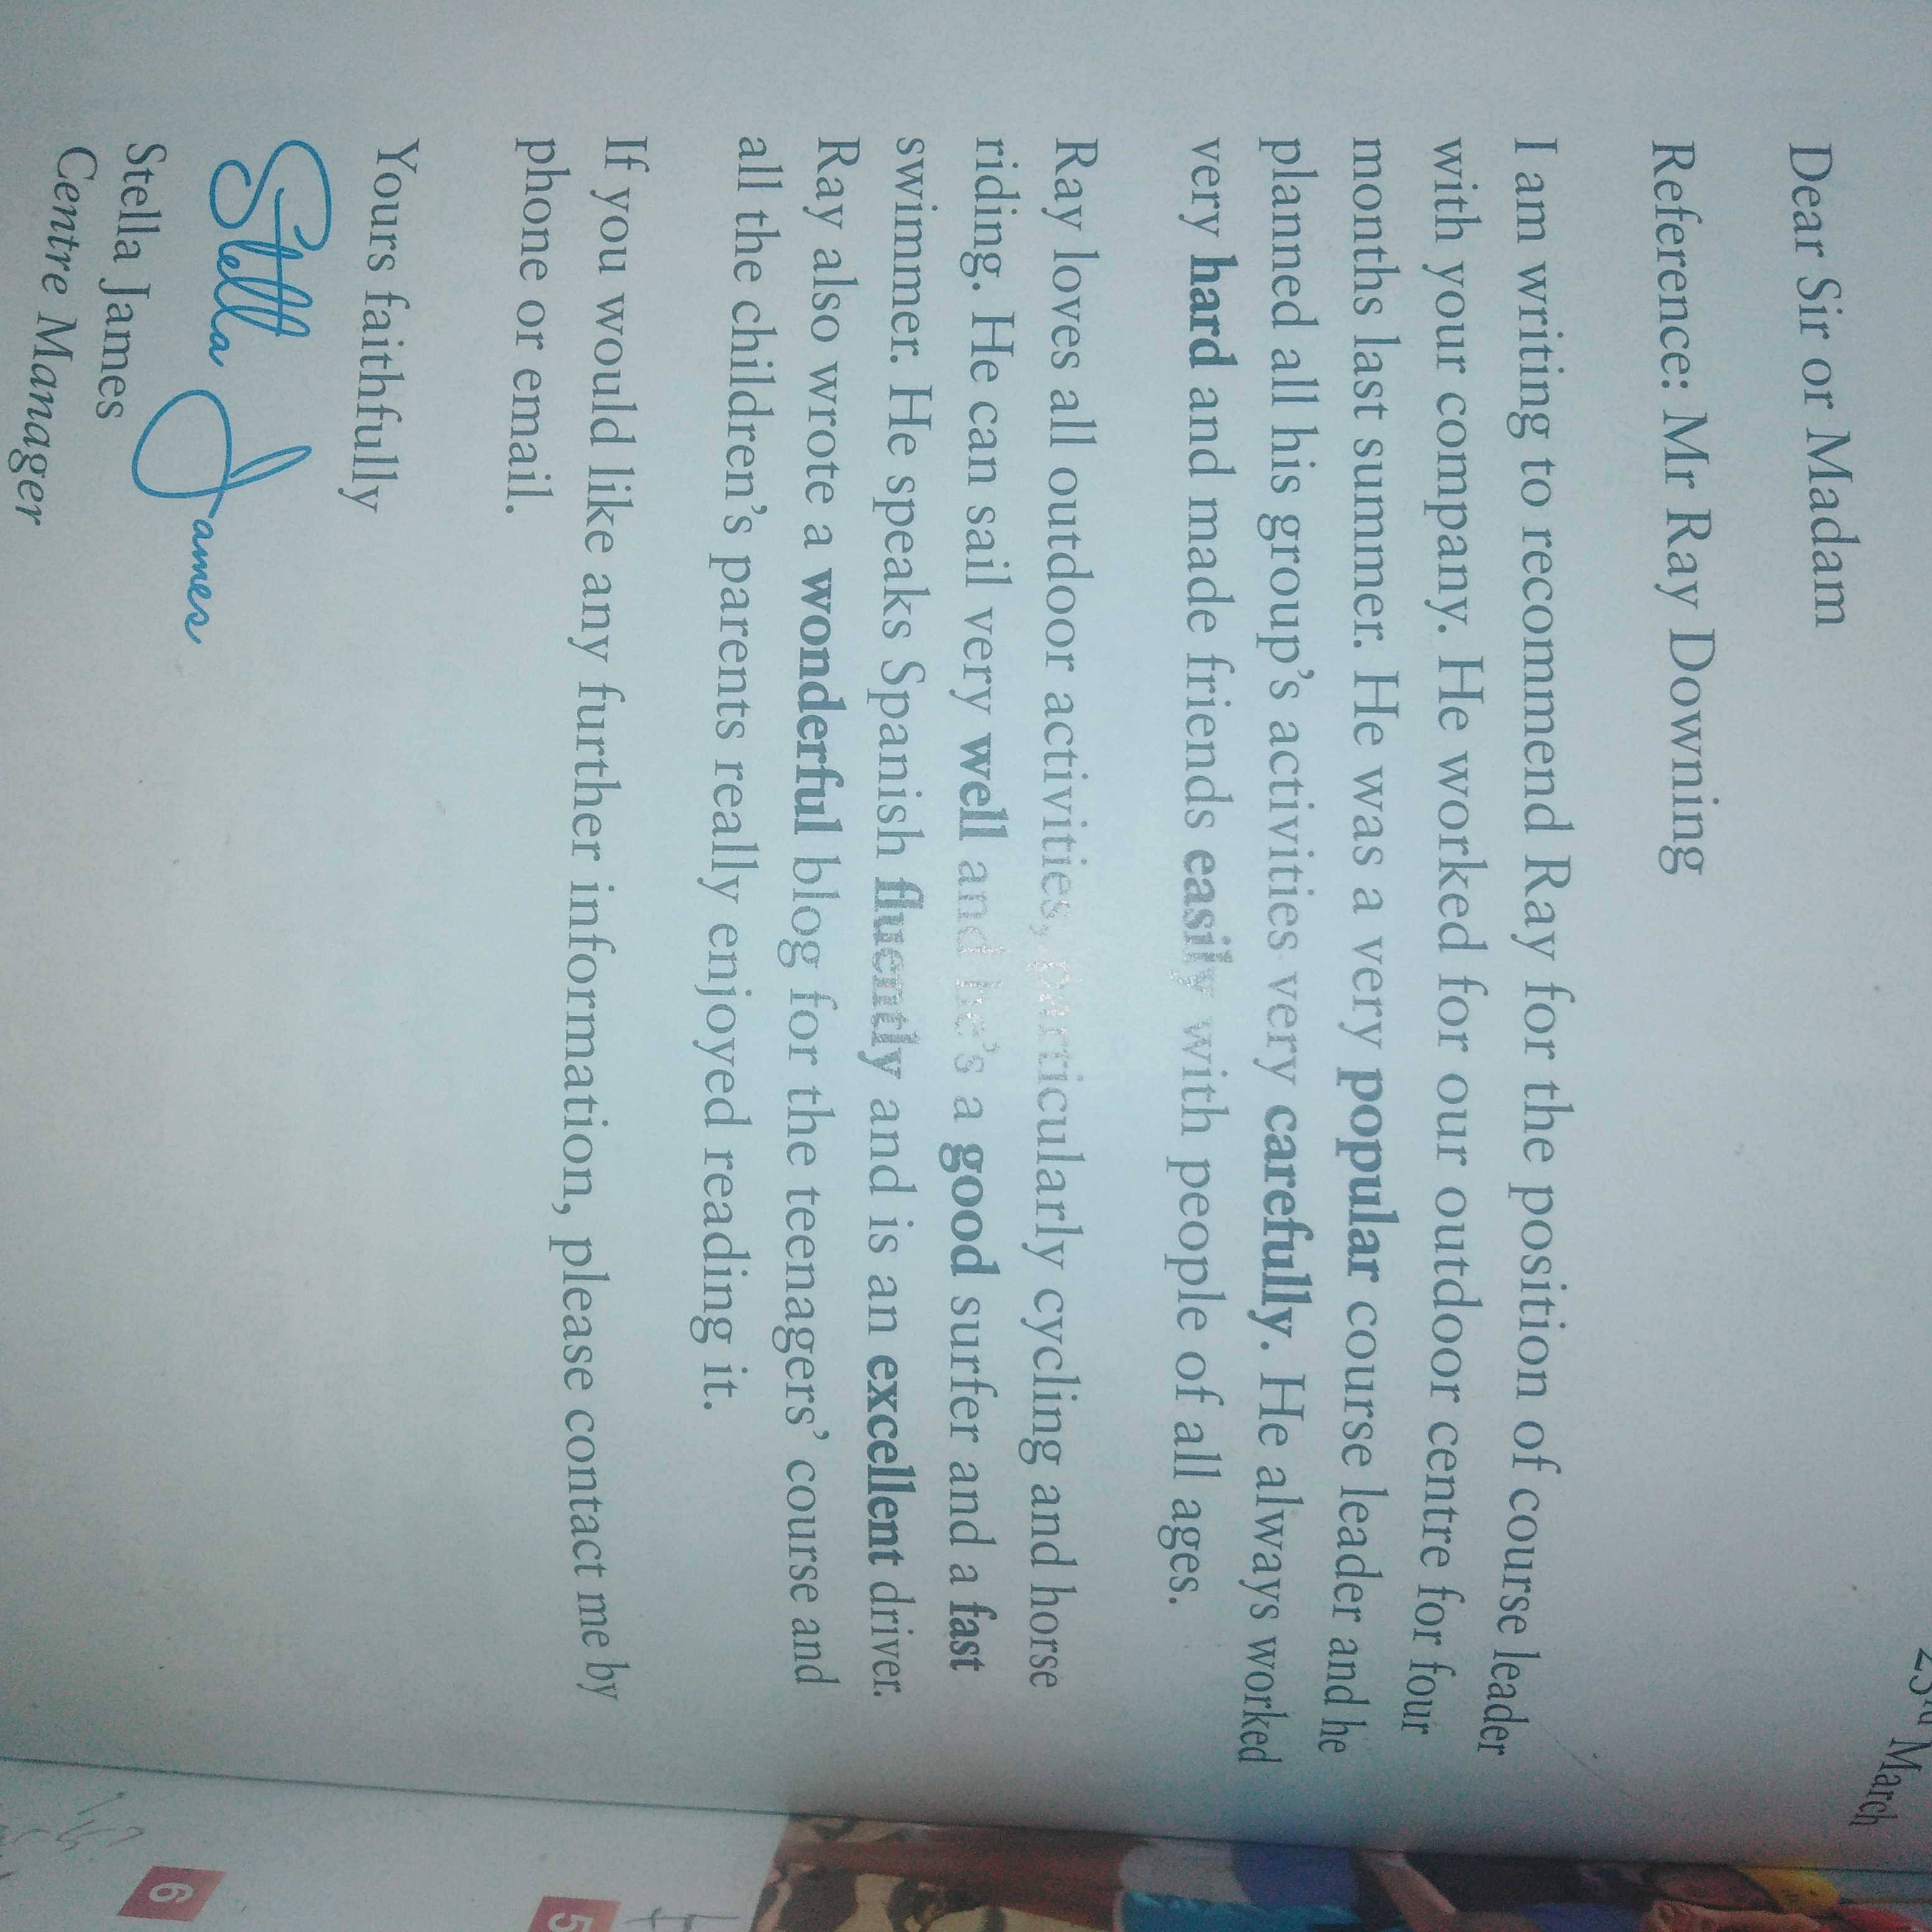 23rd March
Dear Sir or Madam
Reference: Mr Ray Downing
I am writing to recommend Ray for the position of course leader
with your company. He worked for our outdoor centre for four
months last summer. He was a very popular course leader and he
planned all his group's activities very carefully. He always worked
very hard and made friends easily with people of all ages.
Ray loves all outdoor activities, particularly cycling and horse
riding. He can sail very well and he's a good surfer and a fast
swimmer. He speaks Spanish fluently and is an excellent driver.
Ray also wrote a wonderful blog for the teenagers' course and
all the children's parents really enjoyed reading it.
If you would like any further information, please contact me by
phone or email.
Yours faithfully
Stella James
Stella James
Centre Manager
5
6